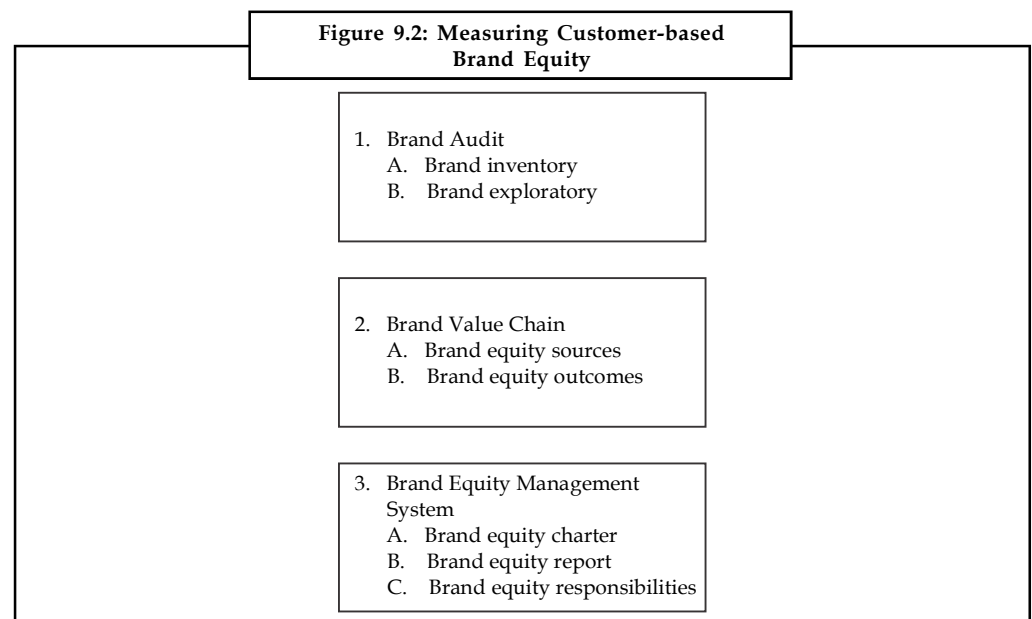 Figure 9.2: Measuring Customer-based
Brand Equity
1. Brand Audit
A. Brand inventory
B. Brand exploratory
2. Brand Value Chain
A. Brand equity sources
B. Brand equity outcomes
3. Brand Equity Management
System
A. Brand equity charter
B. Brand equity report
C. Brand equity responsibilities